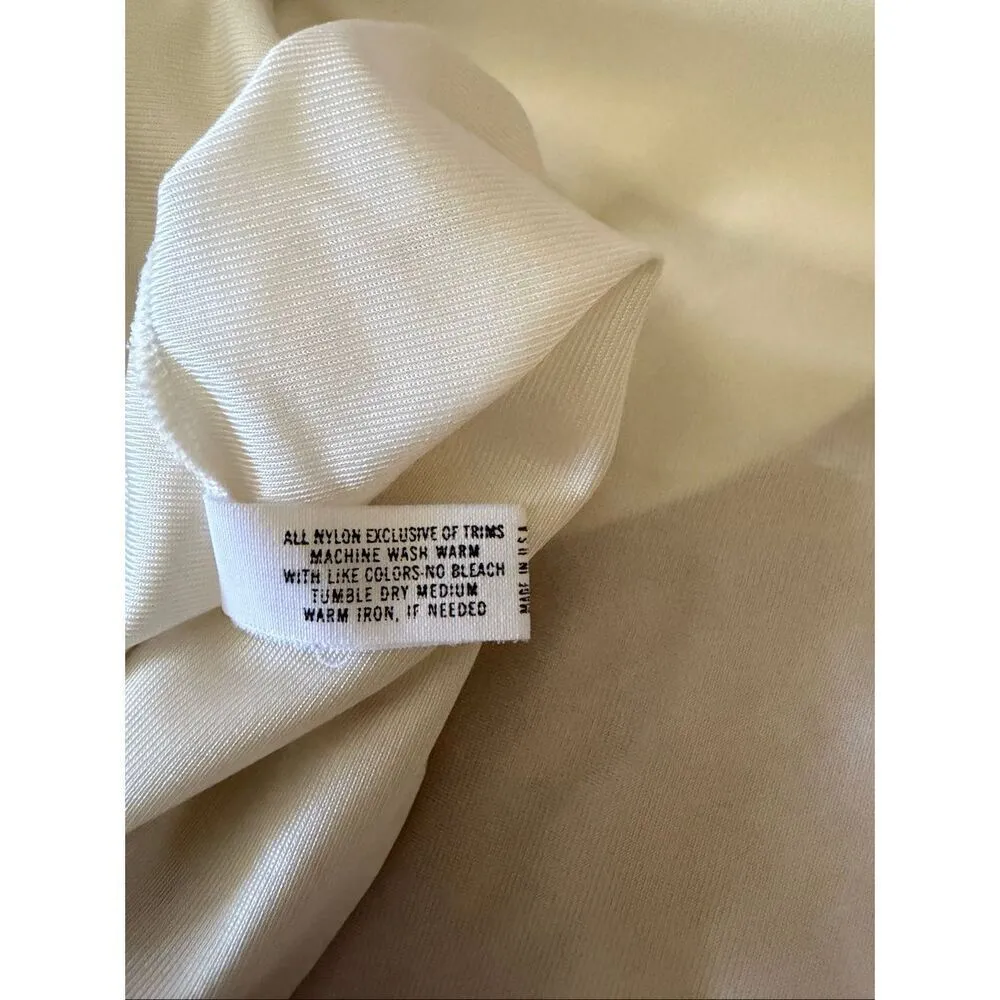 ALL NYLON EXCLUSIVE OF TRIMS
MACHINE WASH WARM
WITH LIKE COLORS-NO BLEACH
TUMBLE DRY MEDIUM
WARM IRON, IF NEEDED
MADE IN USA